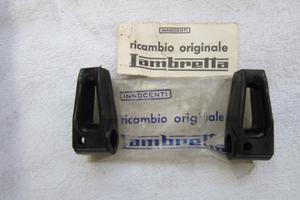 INNOCENTI
ricambio originale
Lambretta
INNOCENTI
ricambio originale
Lambretta